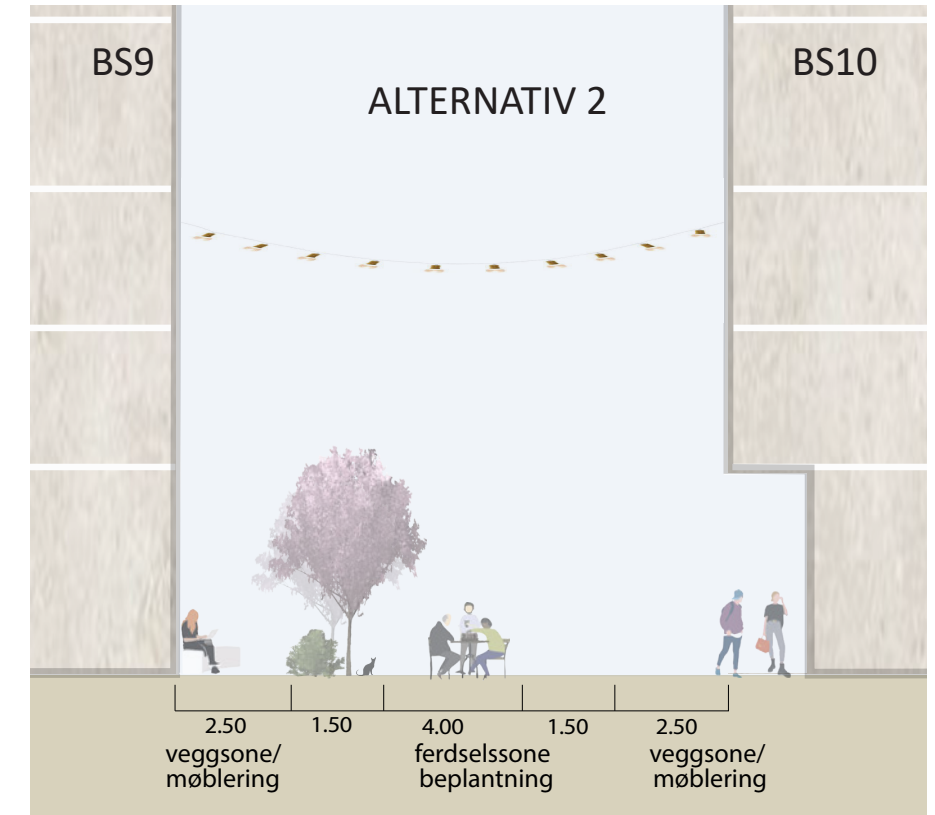 BS9
BS10
ALTERNATIV 2
2.50 1.50 4.00 1.50 2.50
veggsone/ ferdselssone veggsone/
møblering beplantning møblering